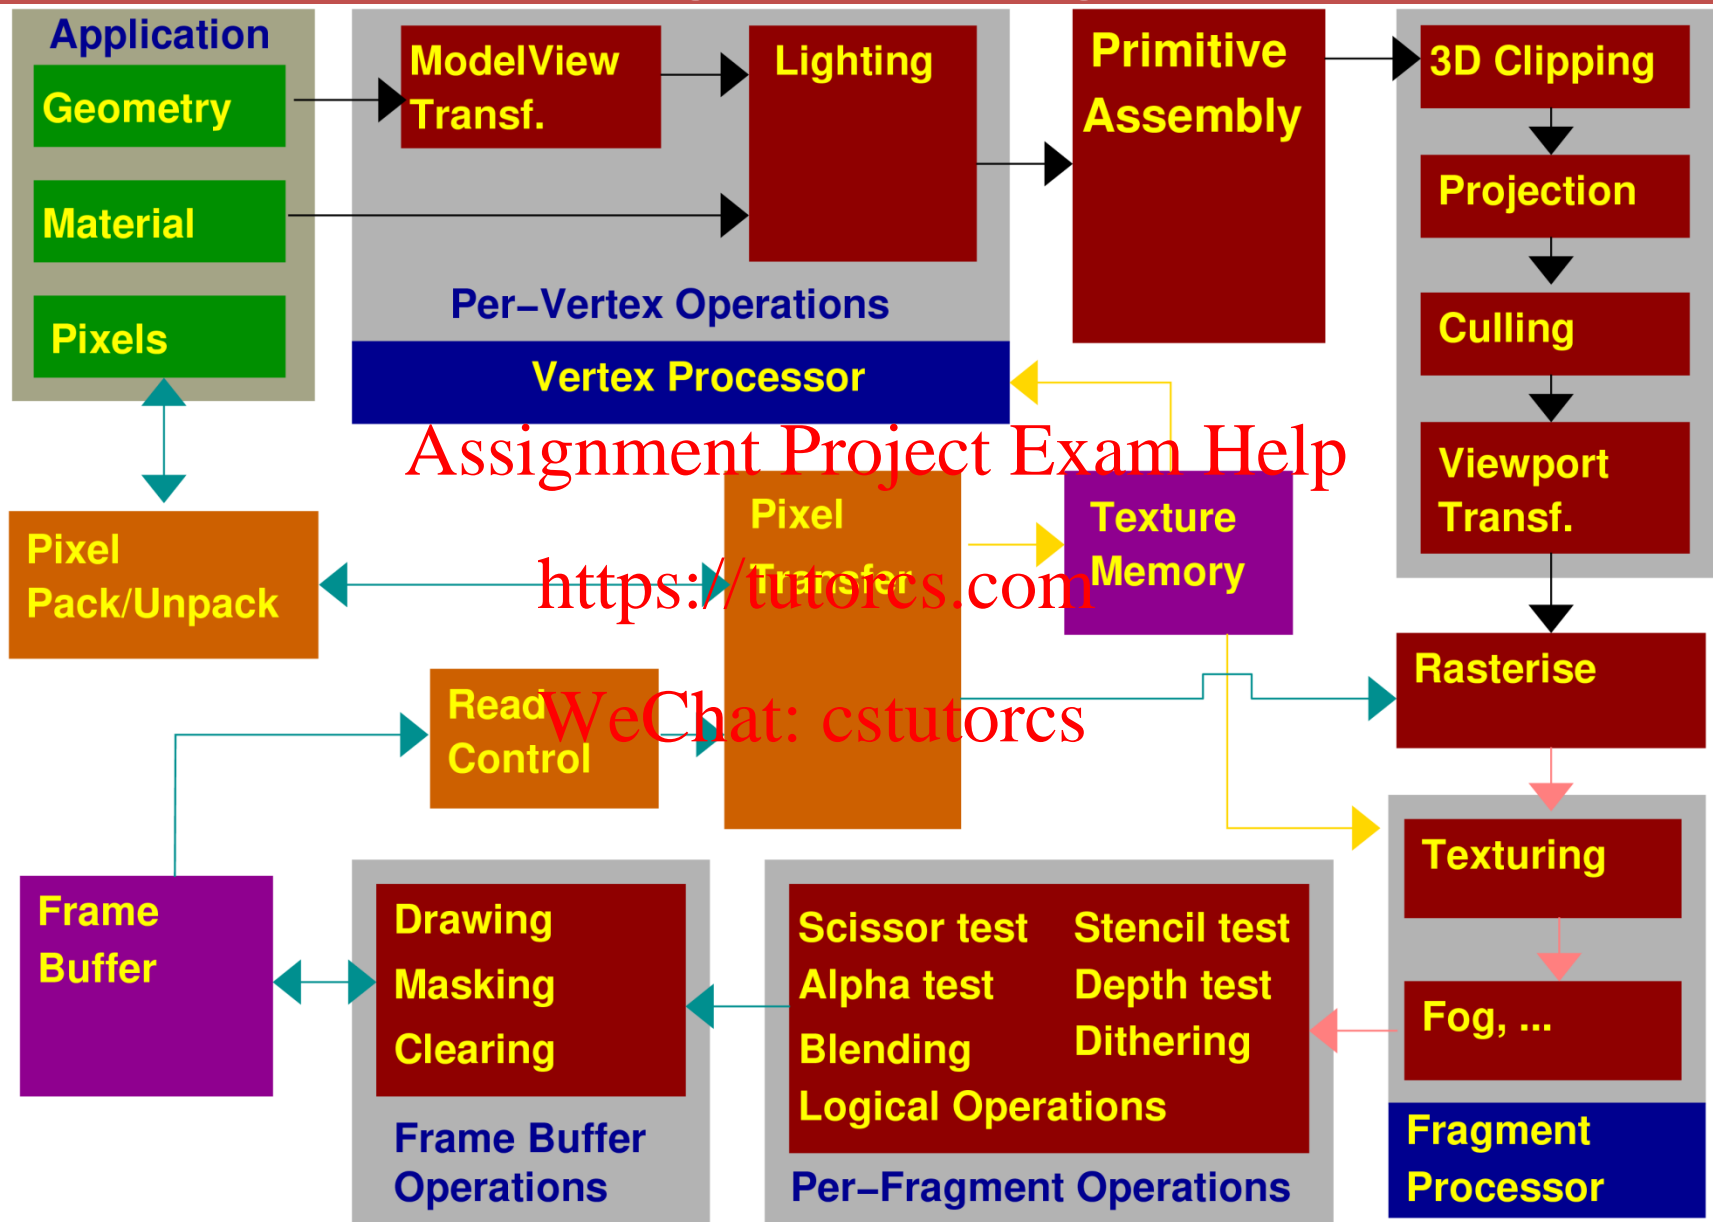 Application
Geometry
Material
Pixels
ModelView
Transf.
Lighting
Per–Vertex Operations
Vertex Processor
Primitive
Assembly
3D Clipping
Projection
Culling
Viewport
Transf.
Assignment Project Exam Help
Pixel
Pack/Unpack
Pixel
Transfer
Texture
Memory
https://tutorcs.com
Read
Control
WeChat: cstutorcs
Rasterise
Texturing
Fog, ...
Fragment
Processor
Frame
Buffer
Drawing
Masking
Clearing
Frame Buffer
Operations
Scissor test
Stencil test
Alpha test
Depth test
Blending
Dithering
Logical Operations
Per–Fragment Operations